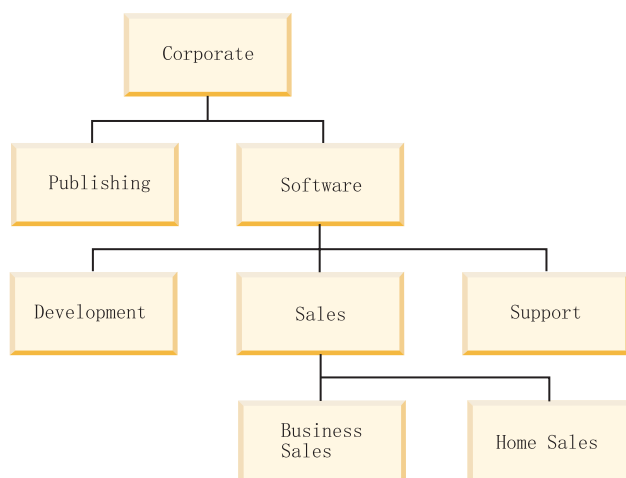 Corporate
Publishing
Software
Development
Sales
Support
Business
Sales
Home Sales